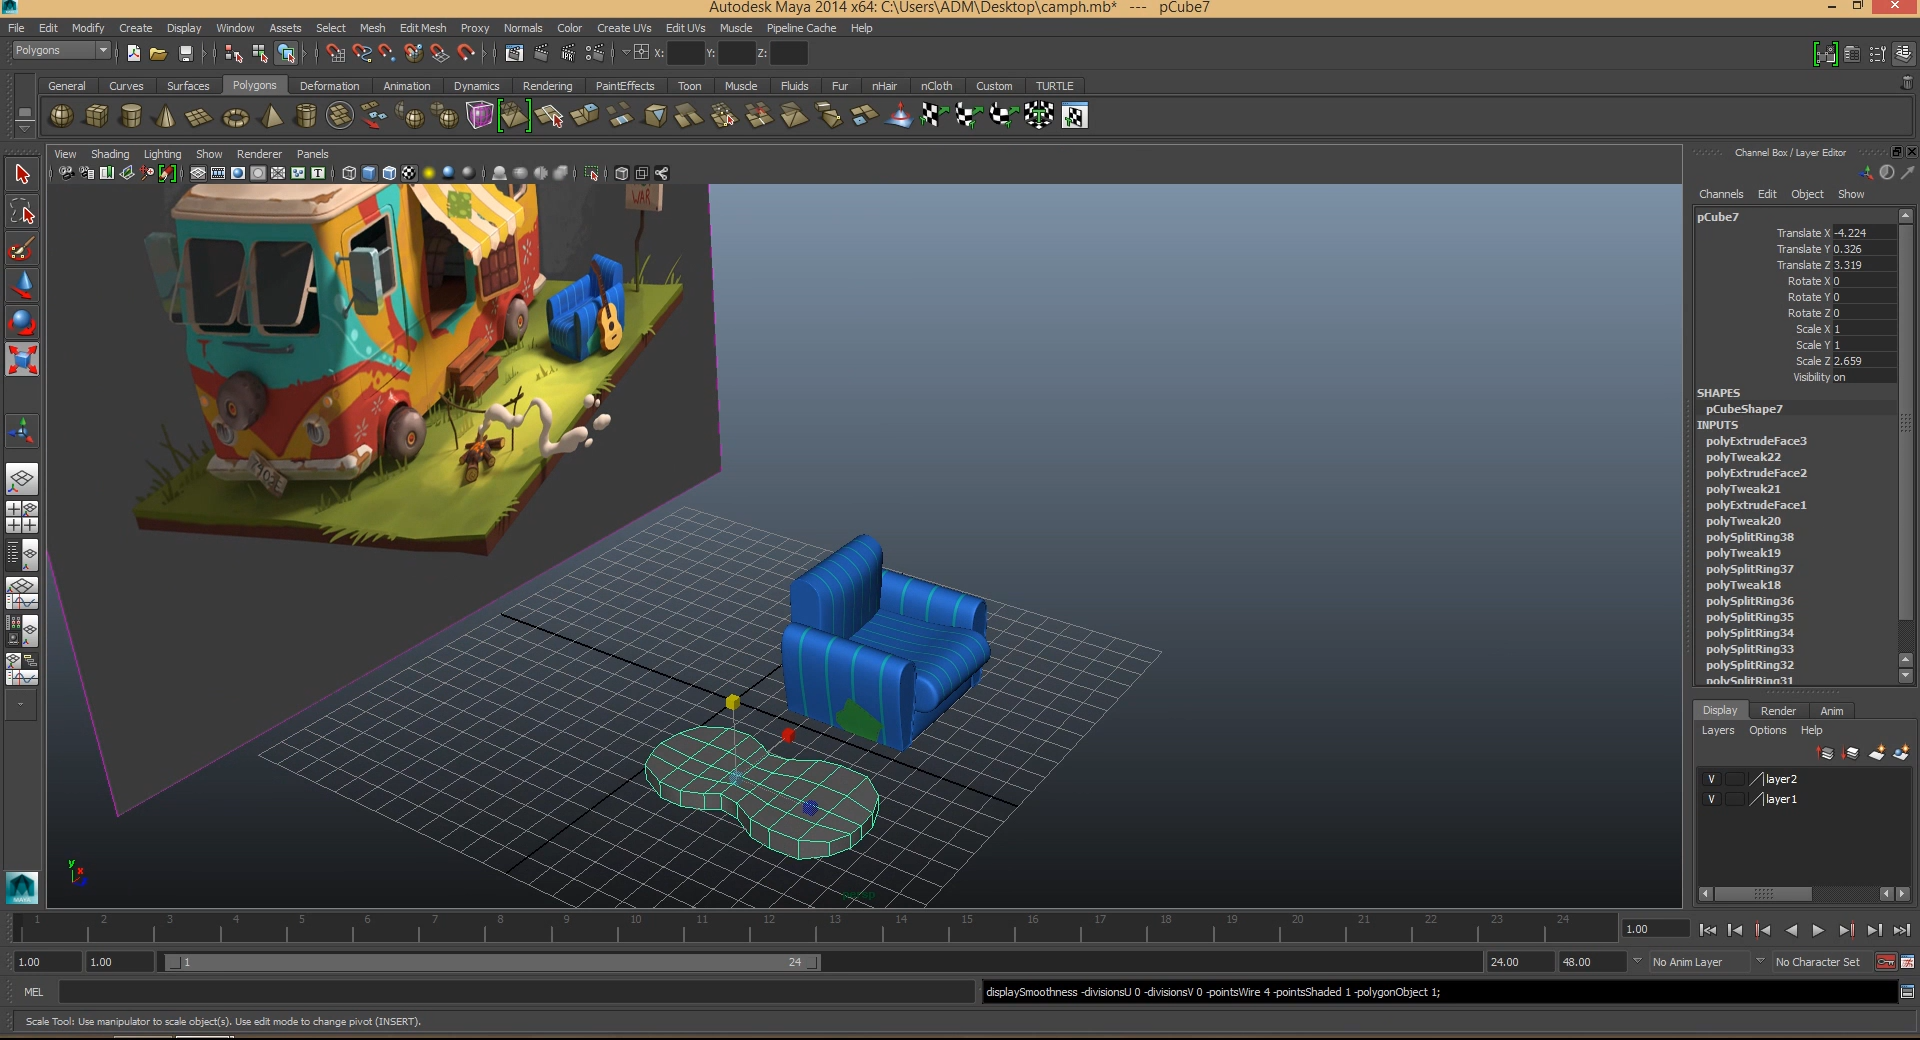 Autodesk Maya 2014 x64: C:\Users\ADM\Desktop\camph.mb* --- pCube7
File Edit Modify Create Display Window Assets Select Mesh Edit Mesh Proxy Normals Color Create UVs Edit UVs Muscle Pipeline Cache Help
Polygons X: Y: Z:
General Curves Surfaces Polygons Deformation Animation Dynamics Rendering PaintEffects Toon Muscle Fluids Fur nHair nCloth Custom TURTLE
View Shading Lighting Show Renderer Panels
Channel Box / Layer Editor
Channels Edit Object Show
pCube7
Translate X -4.224
Translate Y 0.326
Translate Z 3.319
Rotate X 0
Rotate Y 0
Rotate Z 0
Scale X 1
Scale Y 1
Scale Z 2.659
Visibility on
SHAPES
pCubeShape7
INPUTS
polyExtrudeFace3
polyTweak22
polyExtrudeFace2
polyTweak21
polyExtrudeFace1
polyTweak20
polySplitRing38
polyTweak19
polySplitRing37
polyTweak18
polySplitRing36
polySplitRing35
polySplitRing34
polySplitRing33
polySplitRing32
polySplitRing31
WAR
y
x
persp
Display Render Anim
Layers Options Help
V layer2
V layer1
1 2 3 4 5 6 7 8 9 10 11 12 13 14 15 16 17 18 19 20 21 22 23 24 1.00
1.00 1.00 1 24 24.00 48.00 No Anim Layer No Character Set
MEL displaySmoothness -divisionsU 0 -divisionsV 0 -pointsWire 4 -pointsShaded 1 -polygonObject 1;
Scale Tool: Use manipulator to scale object(s). Use edit mode to change pivot (INSERT).